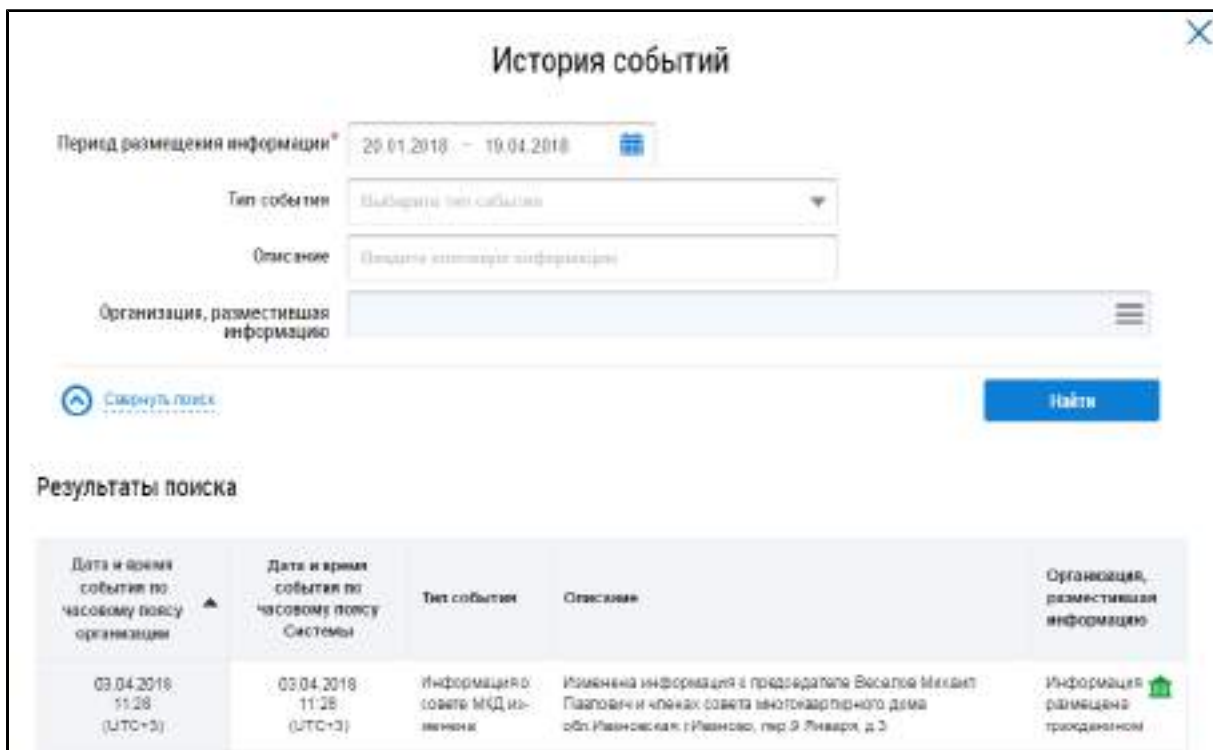 История событий
Период размещения информации*
20.01.2018 – 19.04.2018
Тип события
Выберите тип события
Описание
Введите ключевую информацию
Организация, разместившая
информацию
Свернуть поиск
Найти
Результаты поиска
Дата и время
события по
часовому поясу
организации
Дата и время
события по
часовому поясу
Системы
Тип события
Описание
Организация,
разместившая
информацию
03.04.2018
11:28
(UTC+3)
03.04.2018
11:28
(UTC+3)
Информация о
совете МКД из-
менена
Изменена информация о председателе Веселов Михаил
Павлович и членах совета многоквартирного дома
обл. Ивановская, г. Иваново, пер. 9 Января, д. 3
Информация
размещена
гражданином